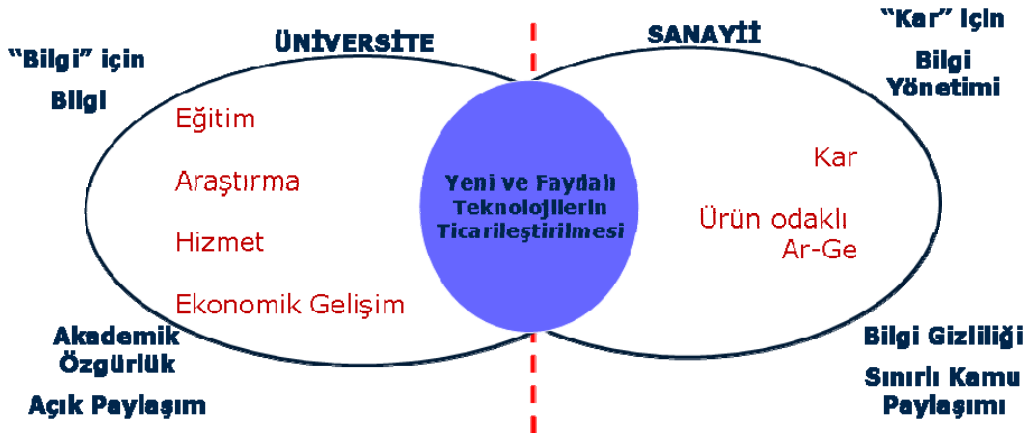 ÜNİVERSİTE
SANAYİİ
“Bilgi” için
Bilgi
“Kar” için
Bilgi
Yönetimi
Eğitim
Araştırma
Hizmet
Ekonomik Gelişim
Yeni ve Faydalı
Teknolojilerin
Ticarileştirilmesi
Kar
Ürün odaklı
Ar-Ge
Akademik
Özgürlük
Açık Paylaşım
Bilgi Gizliliği
Sınırlı Kamu
Paylaşımı